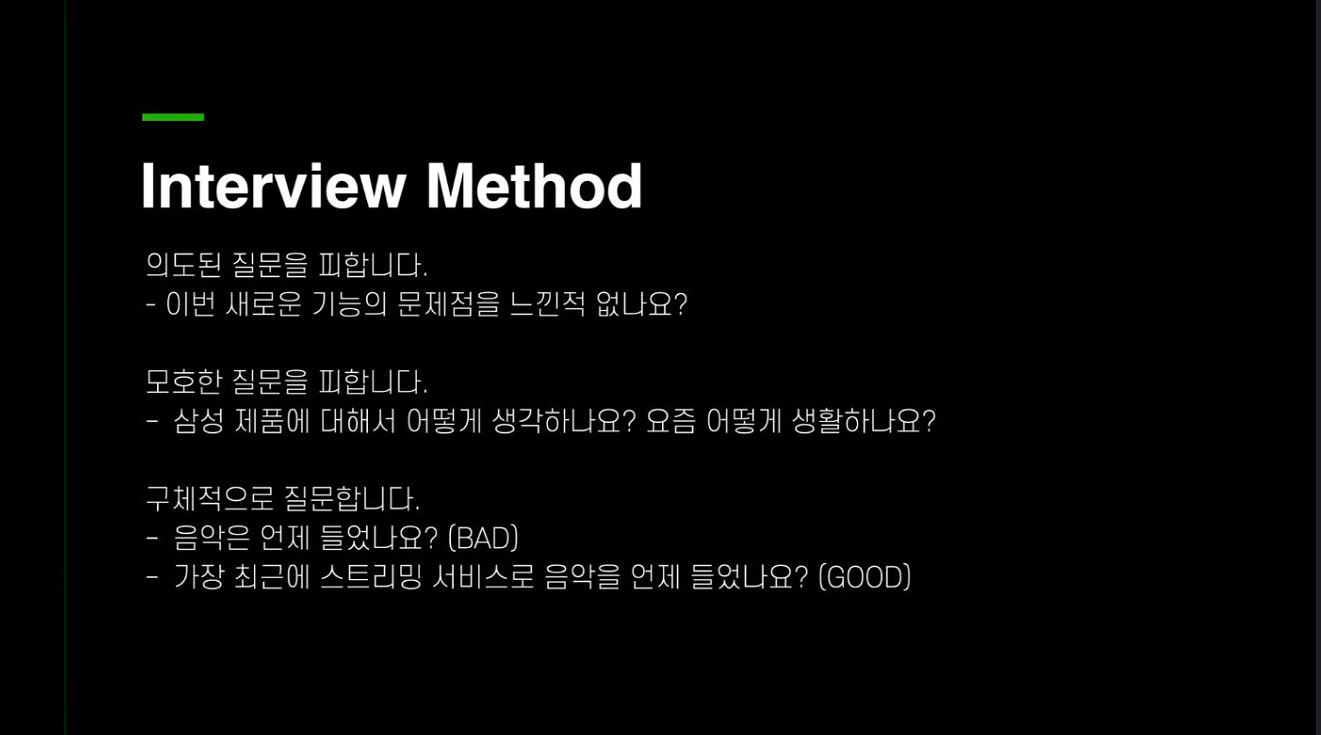 Interview Method
의도된 질문을 피합니다.
- 이번 새로운 기능의 문제점을 느낀적 없나요?
모호한 질문을 피합니다.
- 삼성 제품에 대해서 어떻게 생각하나요? 요즘 어떻게 생활하나요?
구체적으로 질문합니다.
- 음악은 언제 들었나요? (BAD)
- 가장 최근에 스트리밍 서비스로 음악을 언제 들었나요? (GOOD)